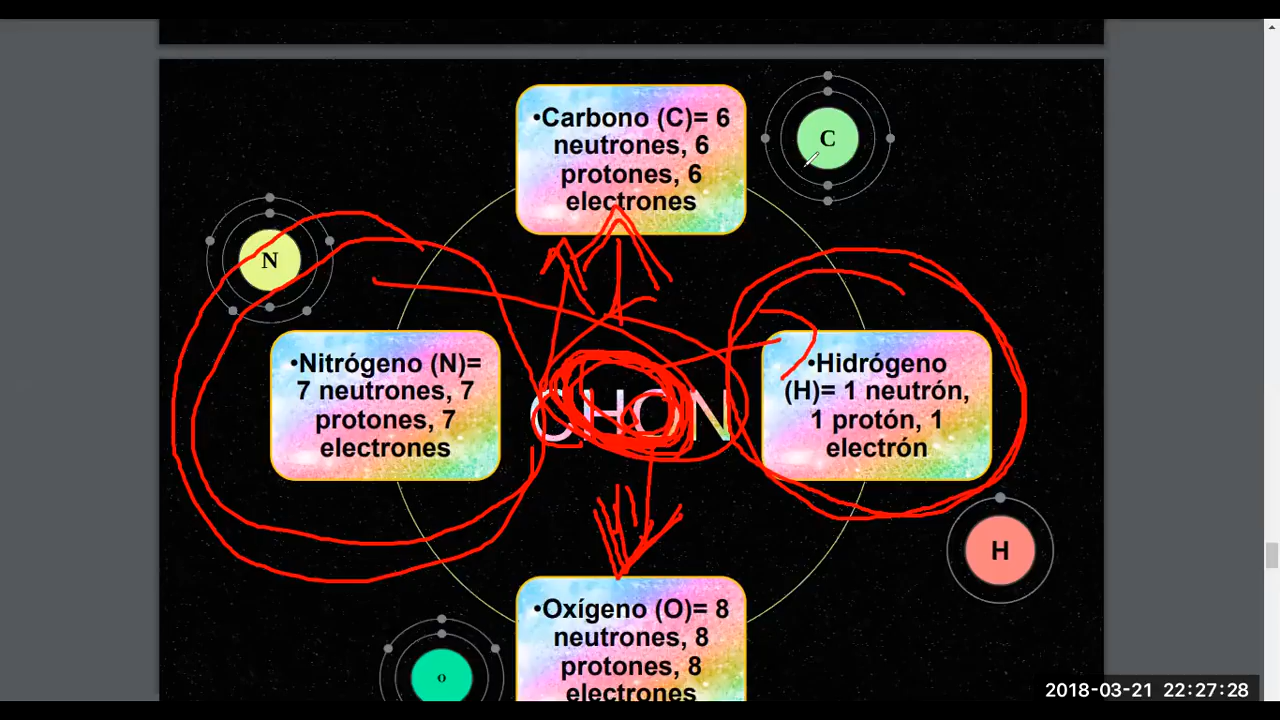 •Carbono (C)= 6
neutrones, 6
protones, 6
electrones
C
N
•Nitrógeno (N)=
7 neutrones, 7
protones, 7
electrones
CHON
•Hidrógeno
(H)= 1 neutrón,
1 protón, 1
electrón
H
•Oxígeno (O)= 8
neutrones, 8
protones, 8
electrones
O
2018-03-21 22:27:28